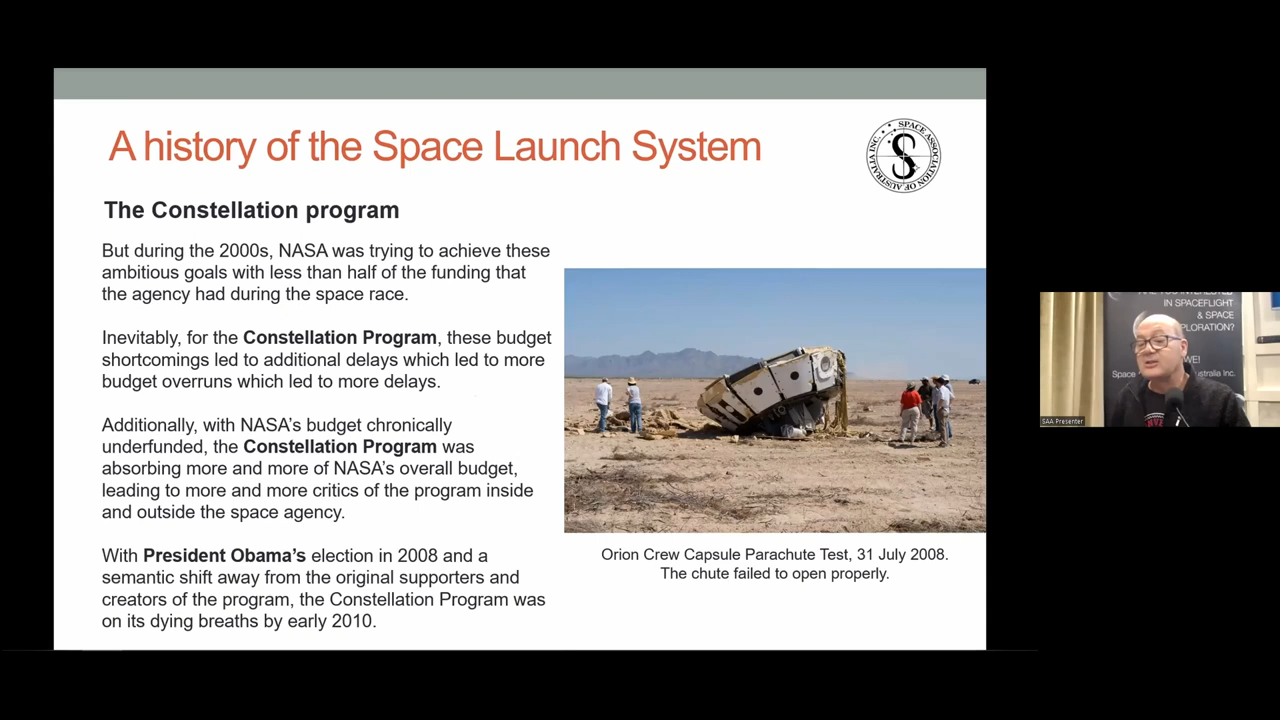 A history of the Space Launch System
SPACE ASSOCIATION OF AUSTRALIA INC.
The Constellation program
But during the 2000s, NASA was trying to achieve these
ambitious goals with less than half of the funding that
the agency had during the space race.
Inevitably, for the Constellation Program, these budget
shortcomings led to additional delays which led to more
budget overruns which led to more delays.
Additionally, with NASA's budget chronically
underfunded, the Constellation Program was
absorbing more and more of NASA's overall budget,
leading to more and more critics of the program inside
and outside the space agency.
With President Obama's election in 2008 and a
semantic shift away from the original supporters and
creators of the program, the Constellation Program was
on its dying breaths by early 2010.
Orion Crew Capsule Parachute Test, 31 July 2008.
The chute failed to open properly.
IN SPACEFLIGHT
& SPACE
PLORATION?
WE!
Space
ustralia Inc.
SAA Presenter